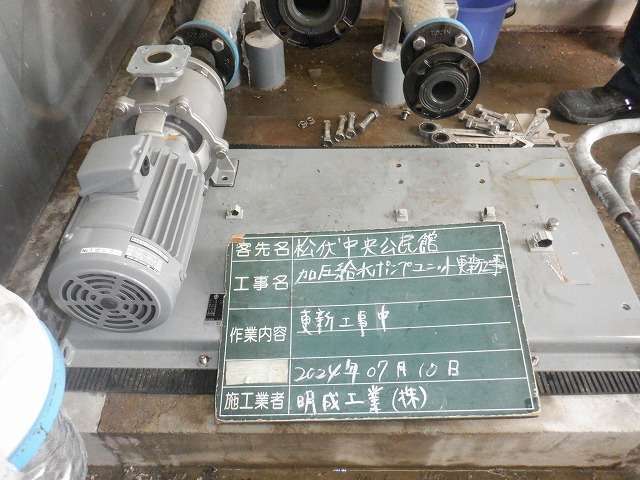 客先名 松伏中央公民館
工事名 加圧給水ポンプユニット更新工事
作業内容 更新工事中
2024年07月10日
施工業者 明成工業(株)